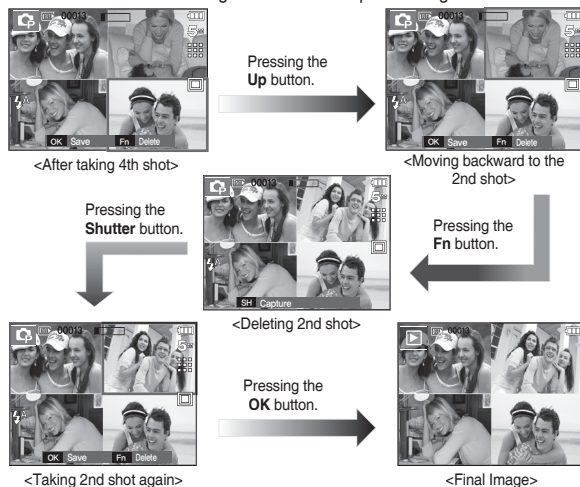 00013
00013
OK Save Fn Delete
OK Save Fn Delete
Pressing the
Up button.
<After taking 4th shot>
<Moving backward to the
2nd shot>
Pressing the
Shutter button.
00013
SH Capture
Pressing the
Fn button.
<Deleting 2nd shot>
00013
OK Save Fn Delete
Pressing the
OK button.
00013
<Taking 2nd shot again>
<Final Image>